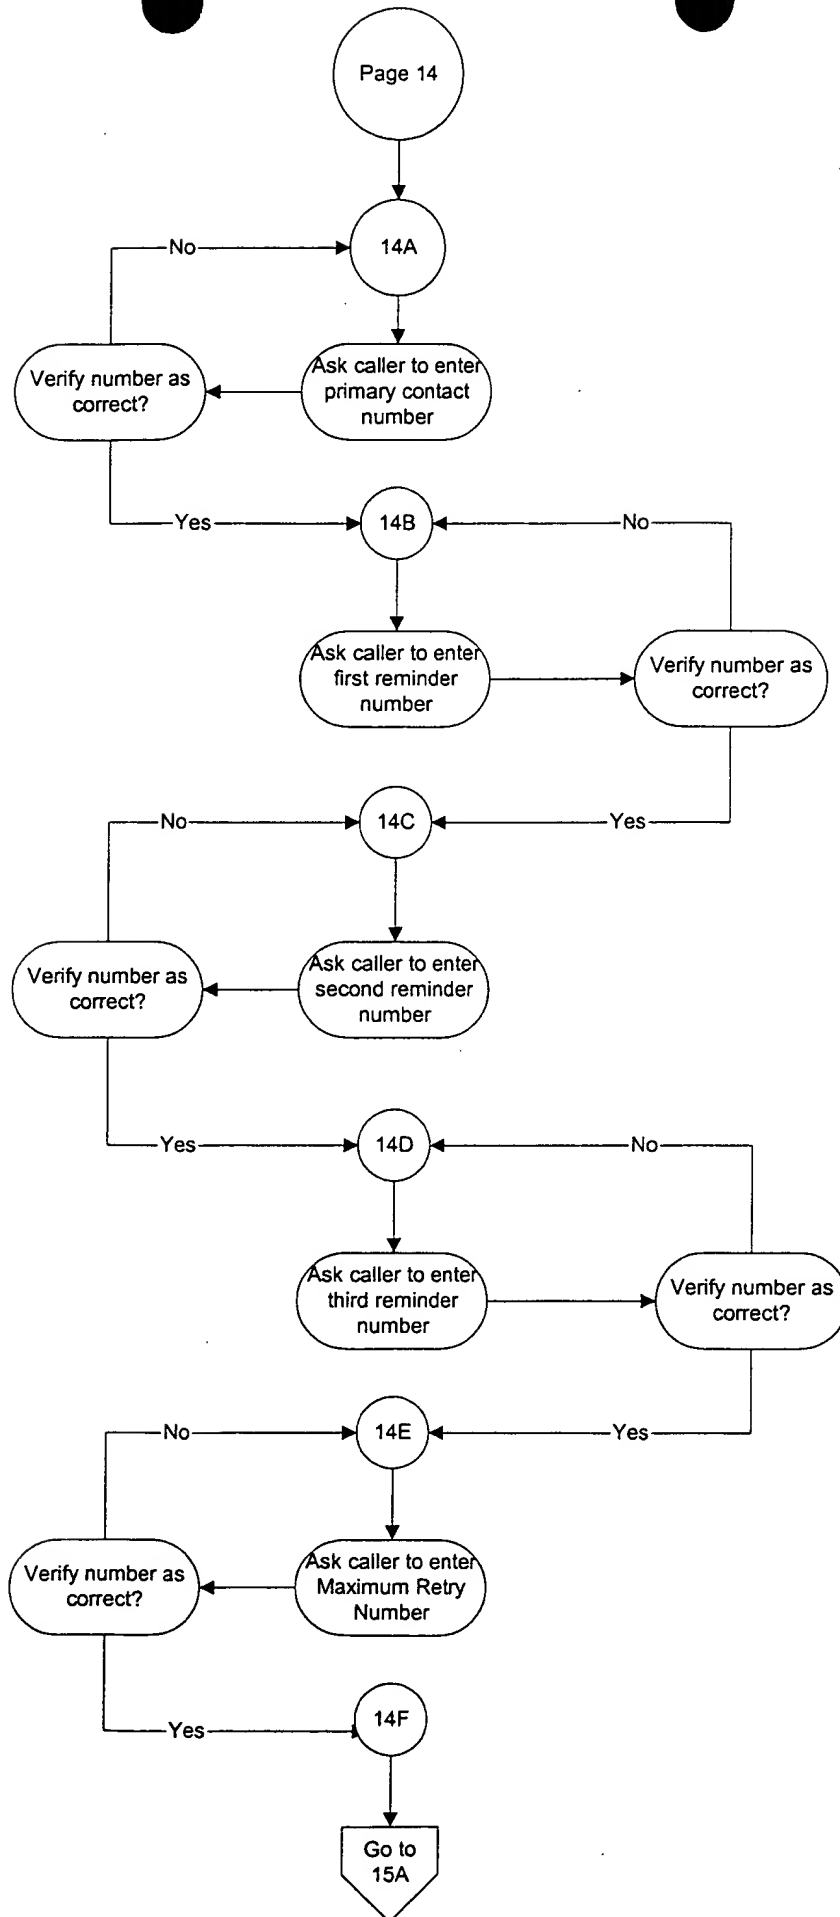 Page 14
No
14A
Verify number as
correct?
Ask caller to enter
primary contact
number
Yes
14B
No
Ask caller to enter
first reminder
number
Verify number as
correct?
No
14C
Yes
Verify number as
correct?
Ask caller to enter
second reminder
number
Yes
14D
No
Ask caller to enter
third reminder
number
Verify number as
correct?
No
14E
Yes
Verify number as
correct?
Ask caller to enter
Maximum Retry
Number
Yes
14F
Go to
15A